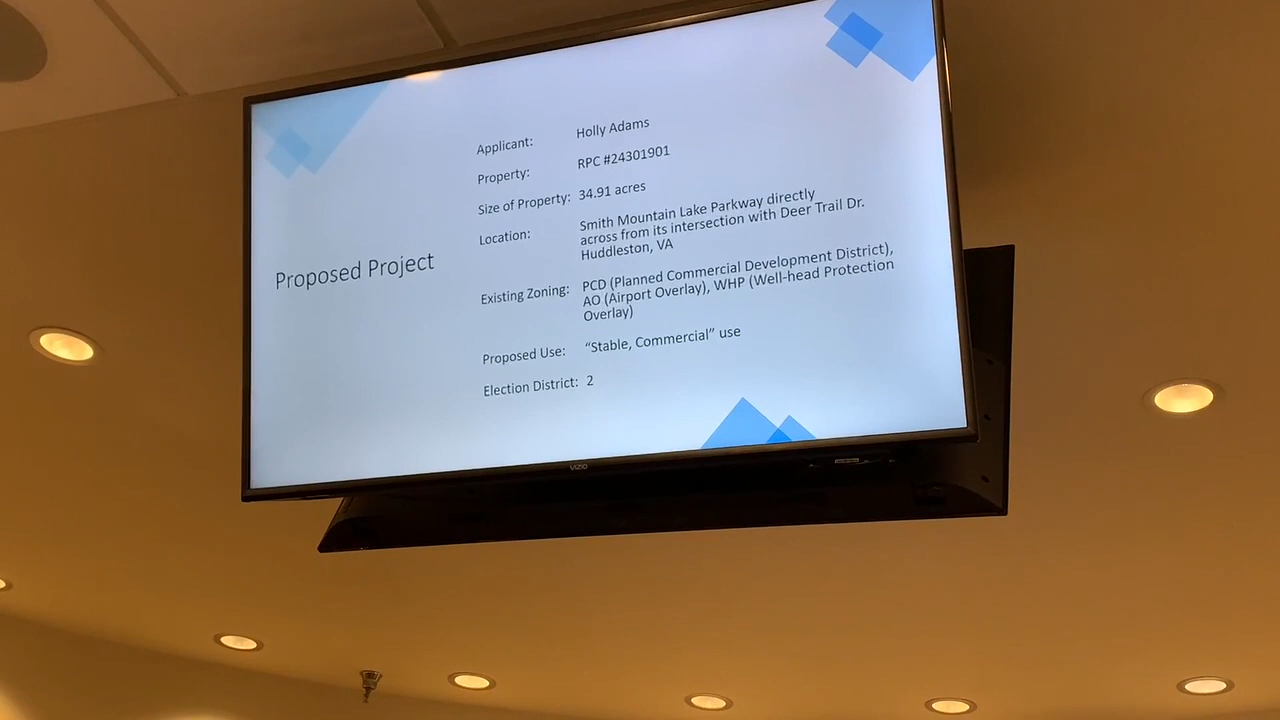 Proposed Project
Applicant: Holly Adams
Property: RPC #24301901
Size of Property: 34.91 acres
Location: Smith Mountain Lake Parkway directly
across from its intersection with Deer Trail Dr.
Huddleston, VA
Existing Zoning: PCD (Planned Commercial Development District),
AO (Airport Overlay), WHP (Well-head Protection
Overlay)
Proposed Use: “Stable, Commercial” use
Election District: 2
VIZIO